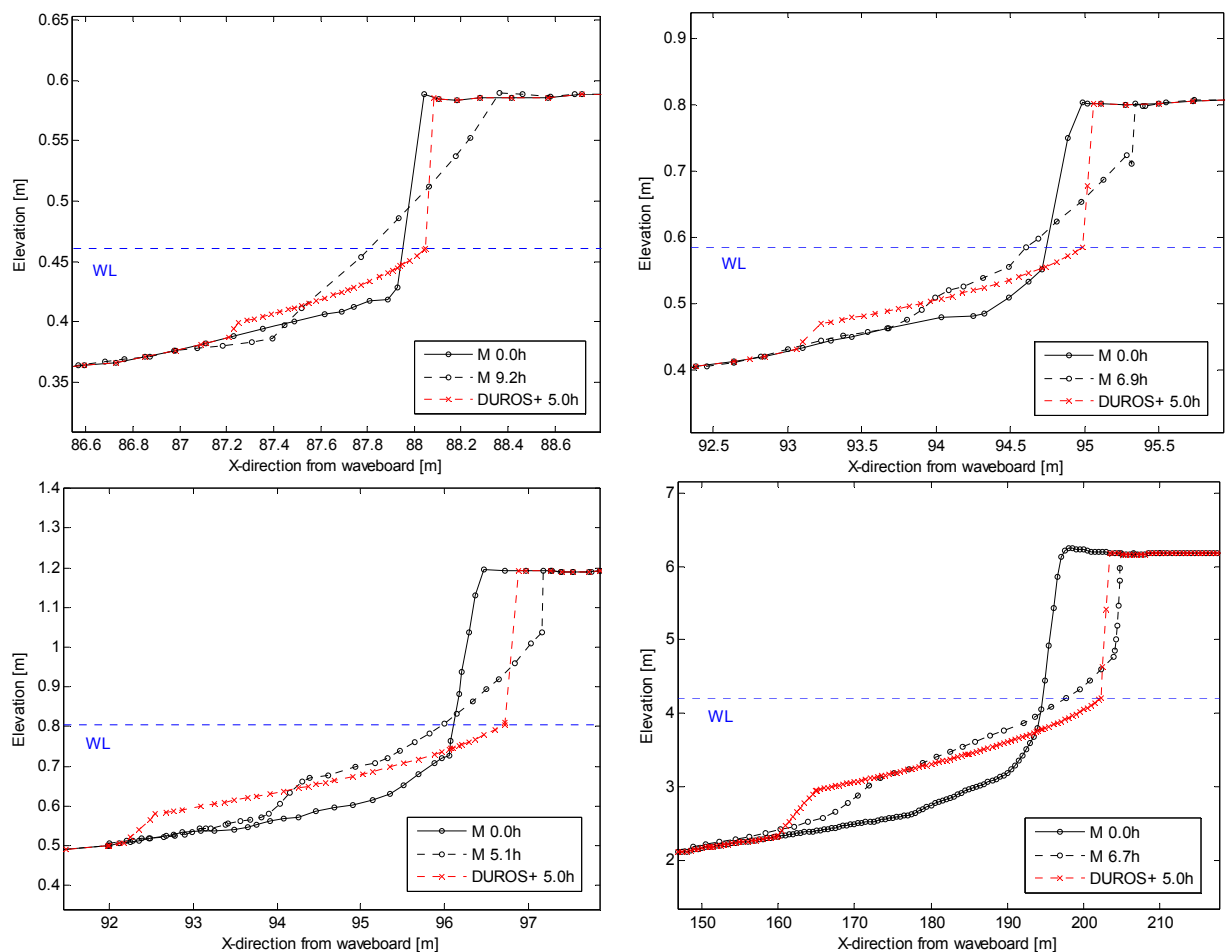 0.65
0.6
0.55
0.5
0.45
0.4
0.35
Elevation [m]
WL
M 0.0h
M 9.2h
DUROS+ 5.0h
86.6 86.8 87 87.2 87.4 87.6 87.8 88 88.2 88.4 88.6
X-direction from waveboard [m]
0.9
0.8
0.7
0.6
0.5
0.4
Elevation [m]
WL
M 0.0h
M 6.9h
DUROS+ 5.0h
92.5 93 93.5 94 94.5 95 95.5
X-direction from waveboard [m]
1.4
1.3
1.2
1.1
1
0.9
0.8
0.7
0.6
0.5
0.4
Elevation [m]
WL
M 0.0h
M 5.1h
DUROS+ 5.0h
92 93 94 95 96 97
X-direction from waveboard [m]
7
6
5
4
3
2
Elevation [m]
WL
M 0.0h
M 6.7h
DUROS+ 5.0h
150 160 170 180 190 200 210
X-direction from waveboard [m]